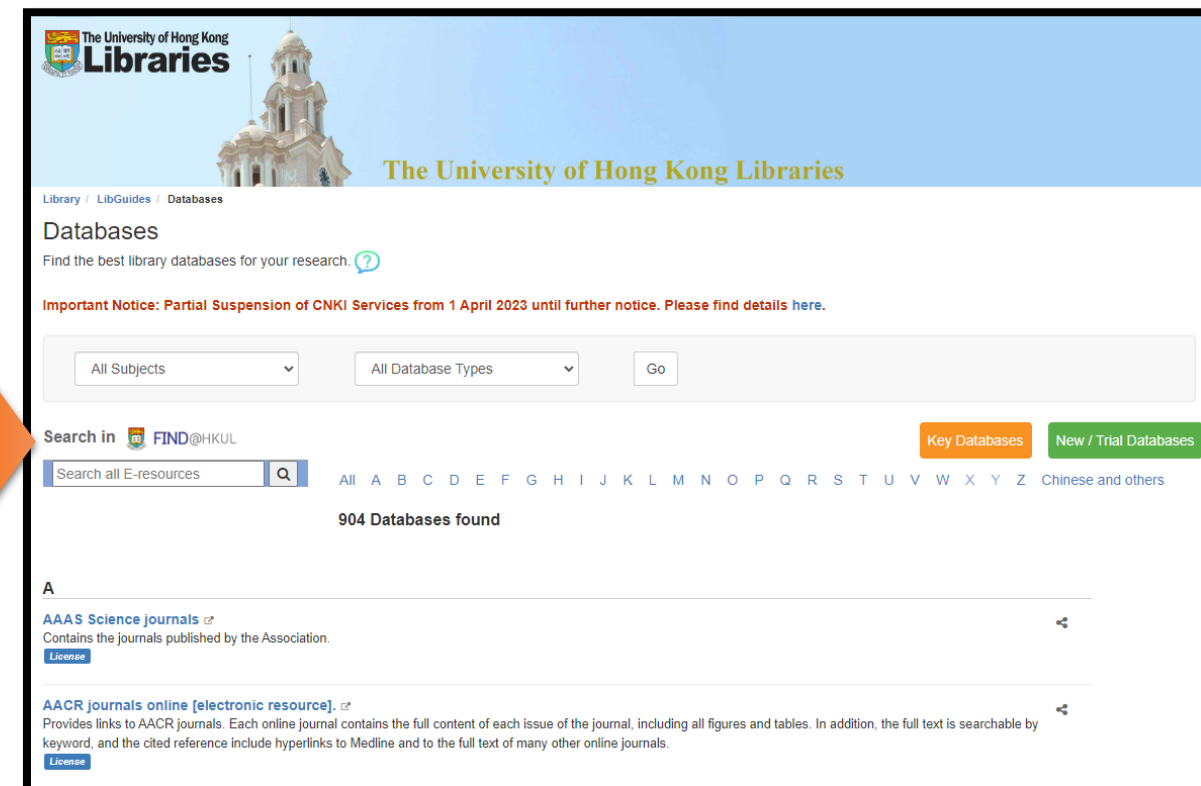 The University of Hong Kong
Libraries
The University of Hong Kong Libraries
Library / LibGuides / Databases
Databases
Find the best library databases for your research.
Important Notice: Partial Suspension of CNKI Services from 1 April 2023 until further notice. Please find details here.
All Subjects All Database Types Go
Search in FIND@HKUL Key Databases New / Trial Databases
Search all E-resources
All A B C D E F G H I J K L M N O P Q R S T U V W X Y Z Chinese and others
904 Databases found
A
AAAS Science journals
Contains the journals published by the Association.
License
AACR journals online [electronic resource].
Provides links to AACR journals. Each online journal contains the full content of each issue of the journal, including all figures and tables. In addition, the full text is searchable by
keyword, and the cited reference include hyperlinks to Medline and to the full text of many other online journals.
License